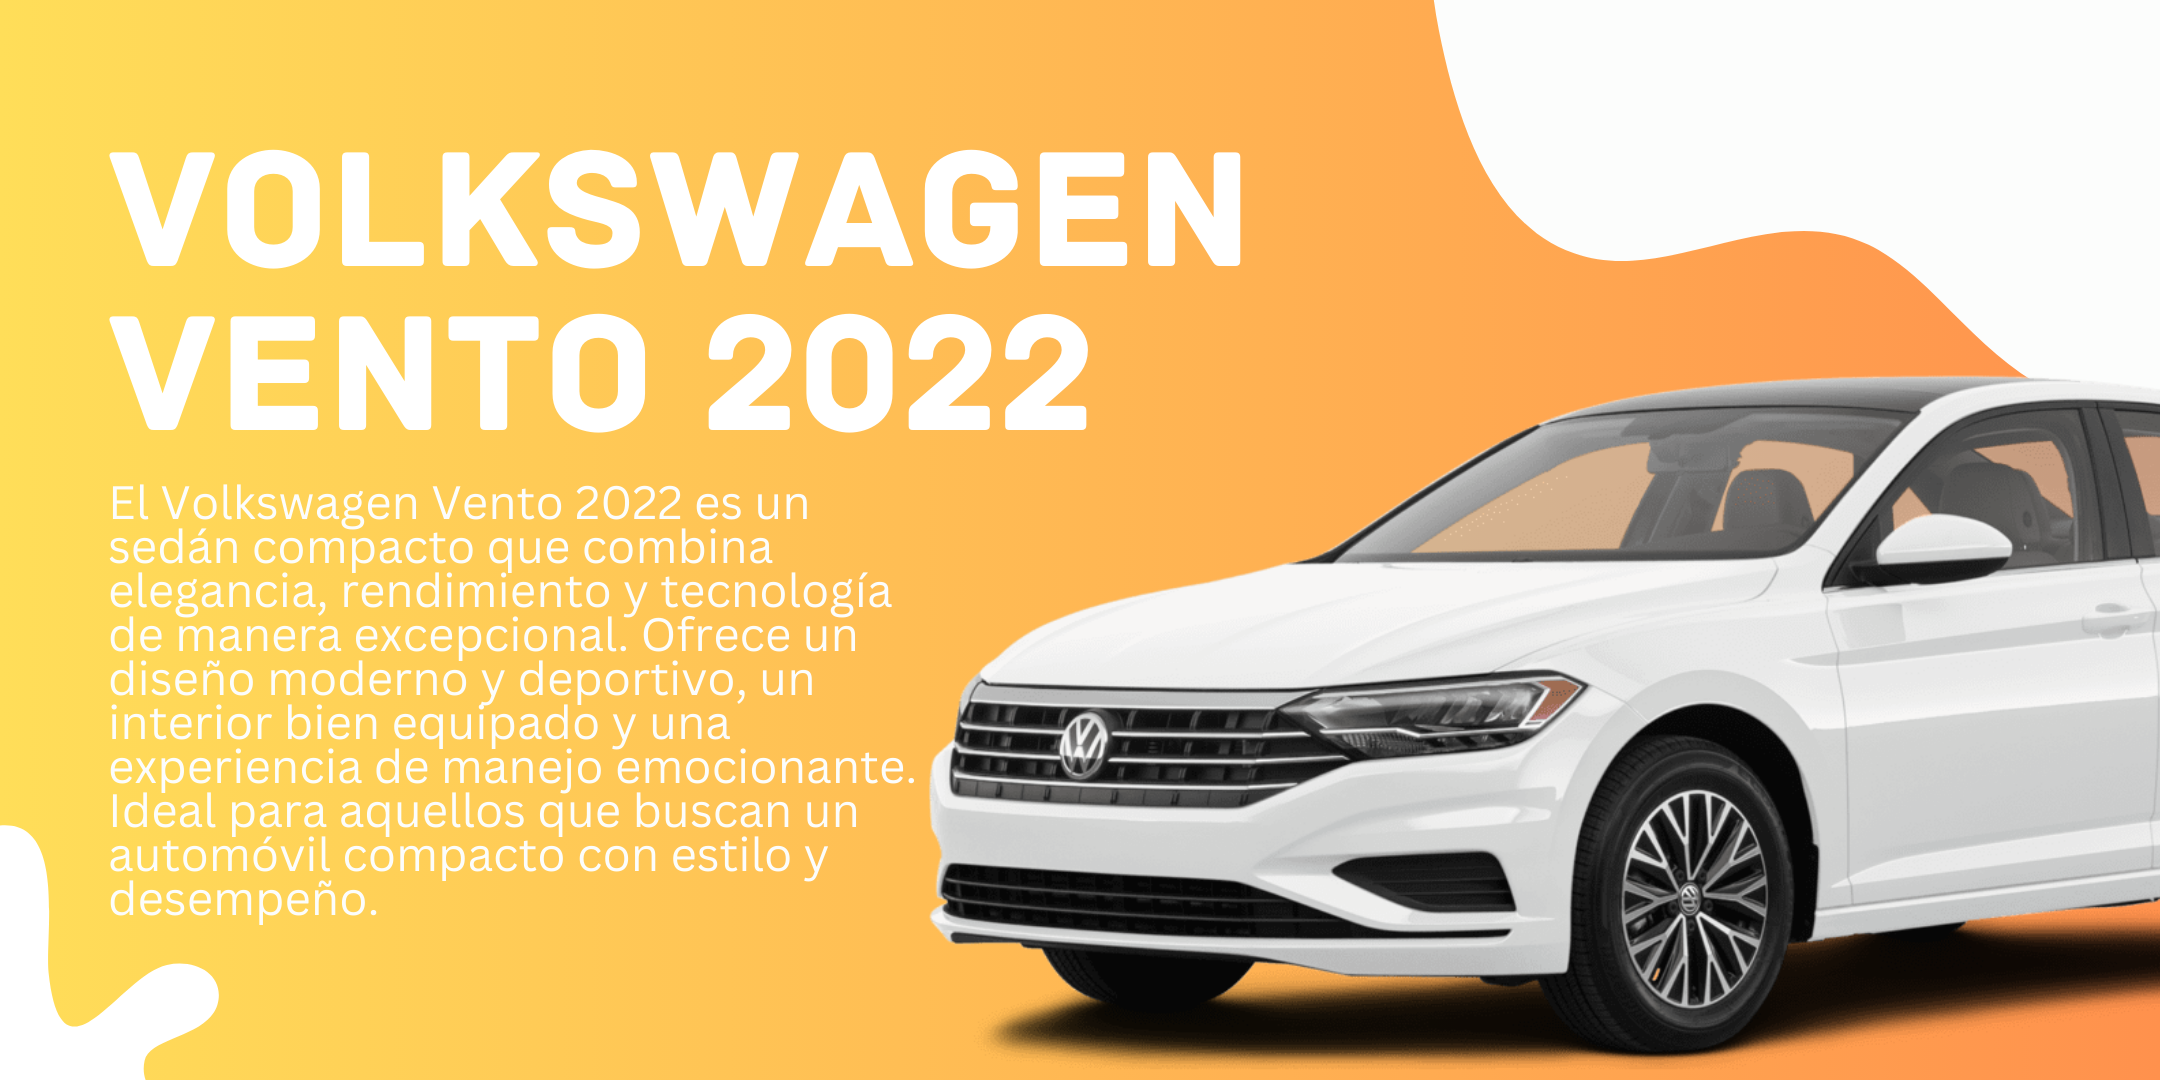 VOLKSWAGEN
VENTO 2022
El Volkswagen Vento 2022 es un
sedán compacto que combina
elegancia, rendimiento y tecnología
de manera excepcional. Ofrece un
diseño moderno y deportivo, un
interior bien equipado y una
experiencia de manejo emocionante.
Ideal para aquellos que buscan un
automóvil compacto con estilo y
desempeño.